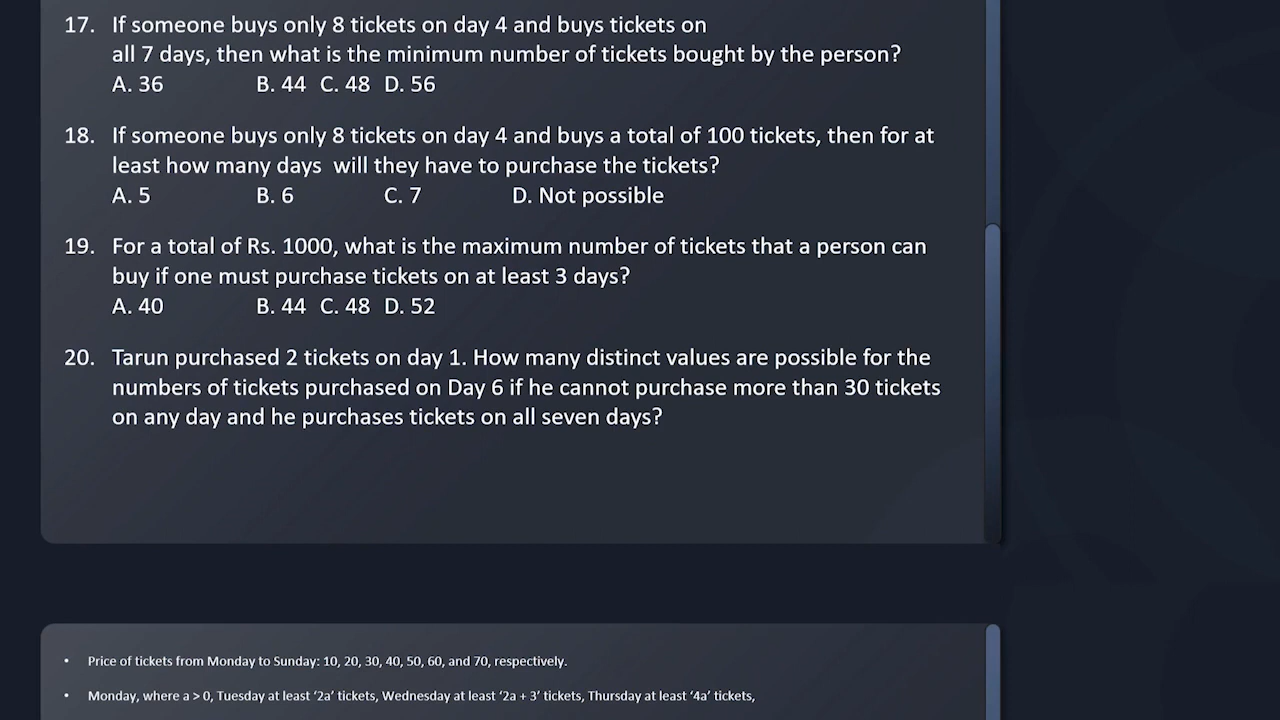 17. If someone buys only 8 tickets on day 4 and buys tickets on
all 7 days, then what is the minimum number of tickets bought by the person?
A. 36 B. 44 C. 48 D. 56
18. If someone buys only 8 tickets on day 4 and buys a total of 100 tickets, then for at
least how many days will they have to purchase the tickets?
A. 5 B. 6 C. 7 D. Not possible
19. For a total of Rs. 1000, what is the maximum number of tickets that a person can
buy if one must purchase tickets on at least 3 days?
A. 40 B. 44 C. 48 D. 52
20. Tarun purchased 2 tickets on day 1. How many distinct values are possible for the
numbers of tickets purchased on Day 6 if he cannot purchase more than 30 tickets
on any day and he purchases tickets on all seven days?
• Price of tickets from Monday to Sunday: 10, 20, 30, 40, 50, 60, and 70, respectively.
• Monday, where a > 0, Tuesday at least ‘2a’ tickets, Wednesday at least ‘2a + 3’ tickets, Thursday at least ‘4a’ tickets,